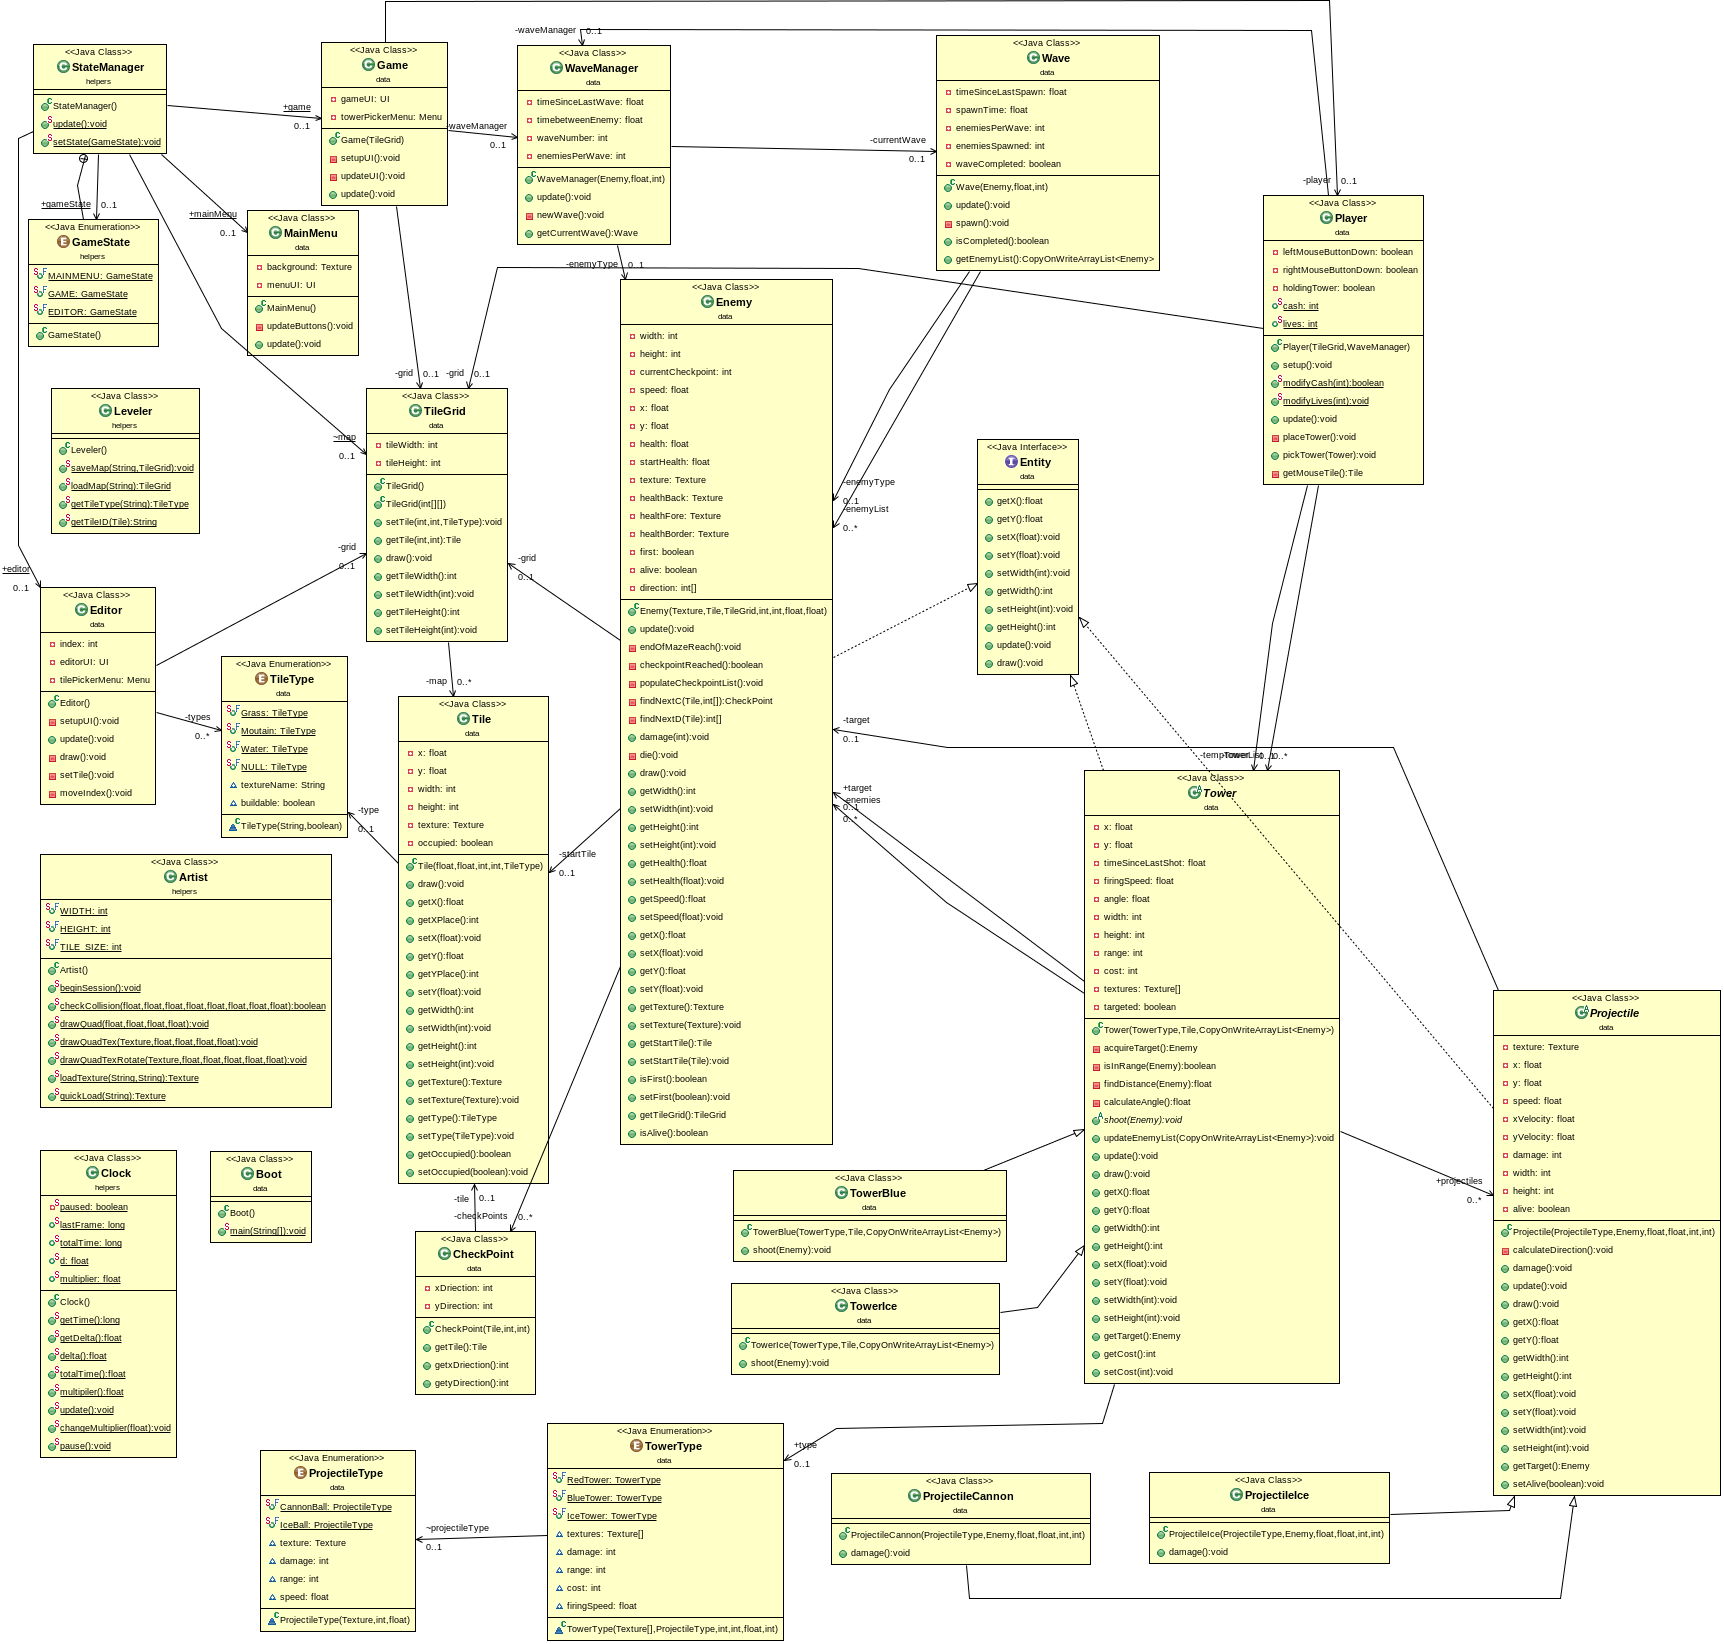 <<Java Class>>
StateManager
helpers
StateManager()
update():void
setState(GameState):void
+game
0..1
<<Java Class>>
Game
data
gameUI: UI
towerPickerMenu: Menu
Game(TileGrid)
setupUI():void
updateUI():void
update():void
-waveManager
0..1
-waveManager
0..1
<<Java Class>>
WaveManager
data
timeSinceLastWave: float
timebetweenEnemy: float
waveNumber: int
enemiesPerWave: int
WaveManager(Enemy,float,int)
update():void
newWave():void
getCurrentWave():Wave
-currentWave
0..1
<<Java Class>>
Wave
data
timeSinceLastSpawn: float
spawnTime: float
enemiesPerWave: int
enemiesSpawned: int
waveCompleted: boolean
Wave(Enemy,float,int)
update():void
spawn():void
isCompleted():boolean
getEnemyList():CopyOnWriteArrayList<Enemy>
-player
0..1
<<Java Class>>
Player
data
leftMouseButtonDown: boolean
rightMouseButtonDown: boolean
holdingTower: boolean
cash: int
lives: int
Player(TileGrid,WaveManager)
setup():void
modifyCash(int):boolean
modifyLives(int):void
update():void
placeTower():void
pickTower(Tower):void
getMouseTile():Tile
+gameState
0..1
<<Java Enumeration>>
GameState
helpers
MAINMENU: GameState
GAME: GameState
EDITOR: GameState
GameState()
+mainMenu
0..1
<<Java Class>>
MainMenu
data
background: Texture
menuUI: UI
MainMenu()
updateButtons():void
update():void
-enemyType
0..1
<<Java Class>>
Enemy
data
width: int
height: int
currentCheckpoint: int
speed: float
x: float
y: float
health: float
startHealth: float
texture: Texture
healthBack: Texture
healthFore: Texture
healthBorder: Texture
first: boolean
alive: boolean
direction: int[]
Enemy(Texture,Tile,TileGrid,int,int,float,float)
update():void
endOfMazeReach():void
checkpointReached():boolean
populateCheckpointList():void
findNextC(Tile,int[]):CheckPoint
findNextD(Tile):int[]
damage(int):void
die():void
draw():void
getWidth():int
setWidth(int):void
getHeight():int
setHeight(int):void
getHealth():float
setHealth(float):void
getSpeed():float
setSpeed(float):void
getX():float
setX(float):void
getY():float
setY(float):void
getTexture():Texture
setTexture(Texture):void
getStartTile():Tile
setStartTile(Tile):void
isFirst():boolean
setFirst(boolean):void
getTileGrid():TileGrid
isAlive():boolean
<<Java Class>>
Leveler
helpers
Leveler()
saveMap(String,TileGrid):void
loadMap(String):TileGrid
getTileType(String):TileType
getTileID(Tile):String
-grid
0..1
-grid
0..1
~map
0..1
<<Java Class>>
TileGrid
data
tileWidth: int
tileHeight: int
TileGrid()
TileGrid(int[][])
setTile(int,int,TileType):void
getTile(int,int):Tile
draw():void
getTileWidth():int
setTileWidth(int):void
getTileHeight():int
setTileHeight(int):void
-grid
0..1
-grid
0..1
-enemyType
0..1
-enemyList
0..*
<<Java Interface>>
Entity
data
getX():float
getY():float
setX(float):void
setY(float):void
setWidth(int):void
getWidth():int
setHeight(int):void
getHeight():int
update():void
draw():void
+editor
0..1
<<Java Class>>
Editor
data
index: int
editorUI: UI
tilePickerMenu: Menu
Editor()
setupUI():void
update():void
draw():void
setTile():void
moveIndex():void
-types
0..*
<<Java Enumeration>>
TileType
data
Grass: TileType
Moutain: TileType
Water: TileType
NULL: TileType
textureName: String
buildable: boolean
TileType(String,boolean)
-map
0..*
-type
0..1
<<Java Class>>
Tile
data
x: float
y: float
width: int
height: int
texture: Texture
occupied: boolean
Tile(float,float,int,int,TileType)
draw():void
getX():float
getXPlace():int
setX(float):void
getY():float
getYPlace():int
setY(float):void
getWidth():int
setWidth(int):void
getHeight():int
setHeight(int):void
getTexture():Texture
setTexture(Texture):void
getType():TileType
setType(TileType):void
getOccupied():boolean
setOccupied(boolean):void
-startTile
0..1
-target
0..1
+target
-enemies
0..1
0..*
0..*
<<Java Class>>
Tower
data
x: float
y: float
timeSinceLastShot: float
firingSpeed: float
angle: float
width: int
height: int
range: int
cost: int
textures: Texture[]
targeted: boolean
Tower(TowerType,Tile,CopyOnWriteArrayList<Enemy>)
acquireTarget():Enemy
isInRange(Enemy):boolean
findDistance(Enemy):float
calculateAngle():float
shoot(Enemy):void
updateEnemyList(CopyOnWriteArrayList<Enemy>):void
update():void
draw():void
getX():float
getY():float
getWidth():int
getHeight():int
setX(float):void
setY(float):void
setWidth(int):void
setHeight(int):void
getTarget():Enemy
getCost():int
setCost(int):void
+projectiles
0..*
<<Java Class>>
Projectile
data
texture: Texture
x: float
y: float
speed: float
xVelocity: float
yVelocity: float
damage: int
width: int
height: int
alive: boolean
Projectile(ProjectileType,Enemy,float,float,int,int)
calculateDirection():void
damage():void
update():void
draw():void
getX():float
getY():float
getWidth():int
getHeight():int
setX(float):void
setY(float):void
setWidth(int):void
setHeight(int):void
getTarget():Enemy
setAlive(boolean):void
<<Java Class>>
Artist
helpers
WIDTH: int
HEIGHT: int
TILE_SIZE: int
Artist()
beginSession():void
checkCollision(float,float,float,float,float,float,float,float):boolean
drawQuad(float,float,float,float):void
drawQuadTex(Texture,float,float,float,float):void
drawQuadTexRotate(Texture,float,float,float,float,float):void
loadTexture(String,String):Texture
quickLoad(String):Texture
<<Java Class>>
Clock
helpers
paused: boolean
lastFrame: long
totalTime: long
d: float
multiplier: float
Clock()
getTime():long
getDelta():float
delta():float
totalTime():float
multipiler():float
update():void
changeMultiplier(float):void
pause():void
<<Java Class>>
Boot
data
Boot()
main(String[]):void
-tile
0..1
-checkPoints
0..*
<<Java Class>>
CheckPoint
data
xDriection: int
yDirection: int
CheckPoint(Tile,int,int)
getTile():Tile
getxDriection():int
getyDirection():int
<<Java Class>>
TowerBlue
data
TowerBlue(TowerType,Tile,CopyOnWriteArrayList<Enemy>)
shoot(Enemy):void
<<Java Class>>
TowerIce
data
TowerIce(TowerType,Tile,CopyOnWriteArrayList<Enemy>)
shoot(Enemy):void
<<Java Enumeration>>
ProjectileType
data
CannonBall: ProjectileType
IceBall: ProjectileType
texture: Texture
damage: int
range: int
speed: float
ProjectileType(Texture,int,float)
~projectileType
0..1
<<Java Enumeration>>
TowerType
data
RedTower: TowerType
BlueTower: TowerType
IceTower: TowerType
textures: Texture[]
damage: int
range: int
cost: int
firingSpeed: float
TowerType(Texture[],ProjectileType,int,int,float,int)
+type
0..1
<<Java Class>>
ProjectileCannon
data
ProjectileCannon(ProjectileType,Enemy,float,float,int,int)
damage():void
<<Java Class>>
ProjectileIce
data
ProjectileIce(ProjectileType,Enemy,float,float,int,int)
damage():void